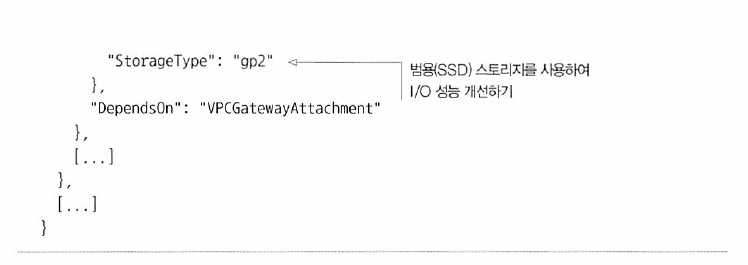 "StorageType": "gp2"
범용(SSD) 스토리지를 사용하여
I/O 성능 개선하기
},
"DependsOn": "VPCGatewayAttachment"
},
[...]
},
[...]
}